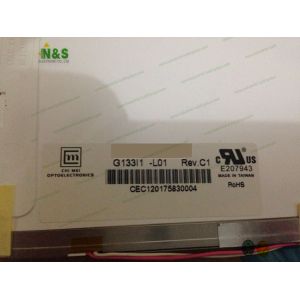 N&S
CHI MEI
OPTOELECTRONICS
G133I1 -L01 Rev.C1
C US
E207943
MADE IN TAIWAN
RoHS
CEC120175830004